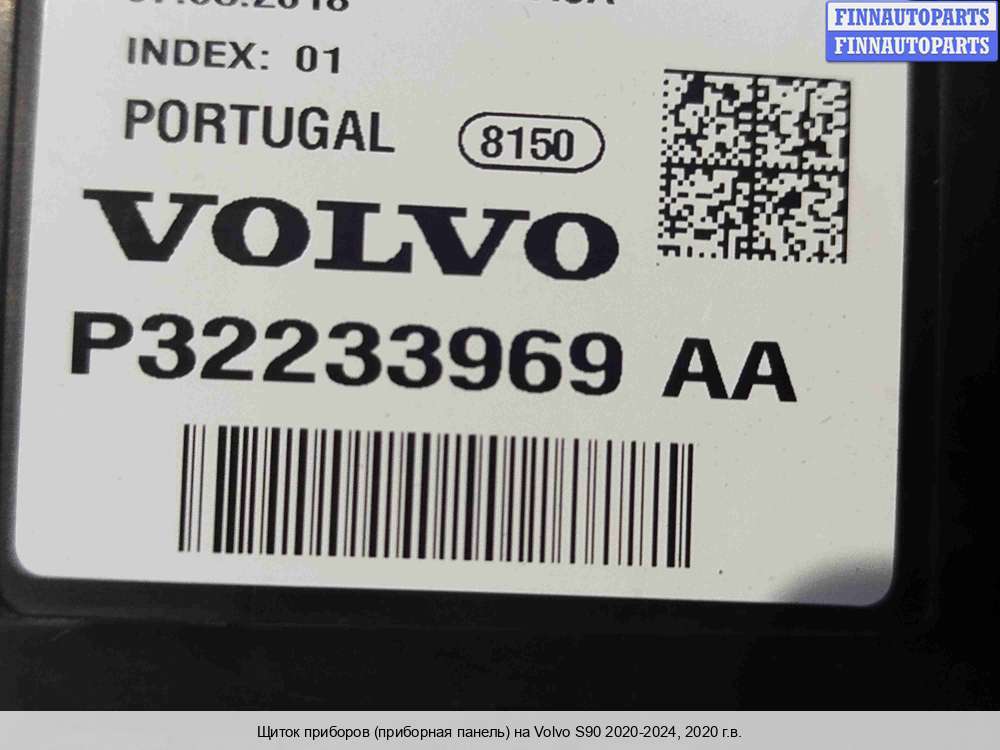 FINNAUTOPARTS
FINNAUTOPARTS
INDEX: 01
PORTUGAL
8150
VOLVO
P32233969 AA
Щиток приборов (приборная панель) на Volvo S90 2020-2024, 2020 г.в.